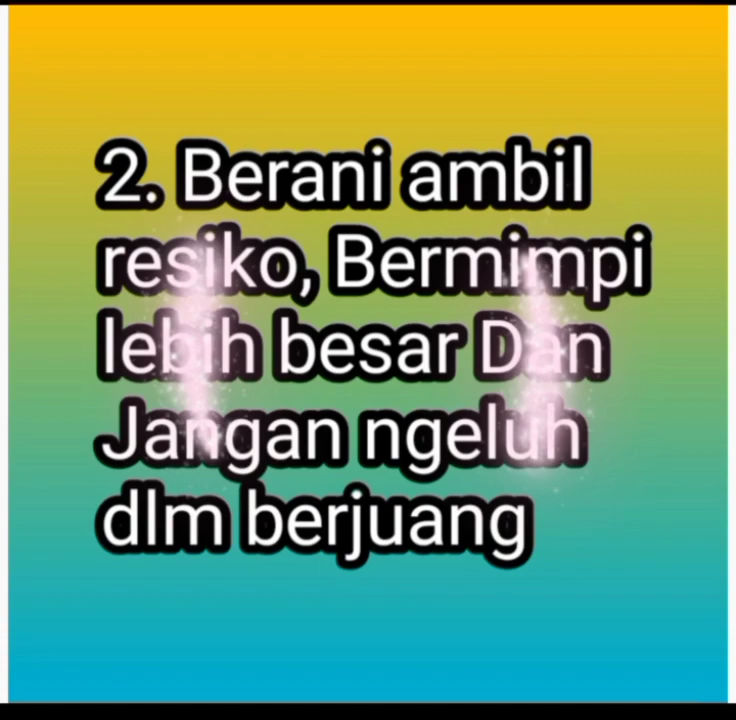 2. Berani ambil
resiko, Bermimpi
lebih besar Dan
Jangan ngeluh
dlm berjuang